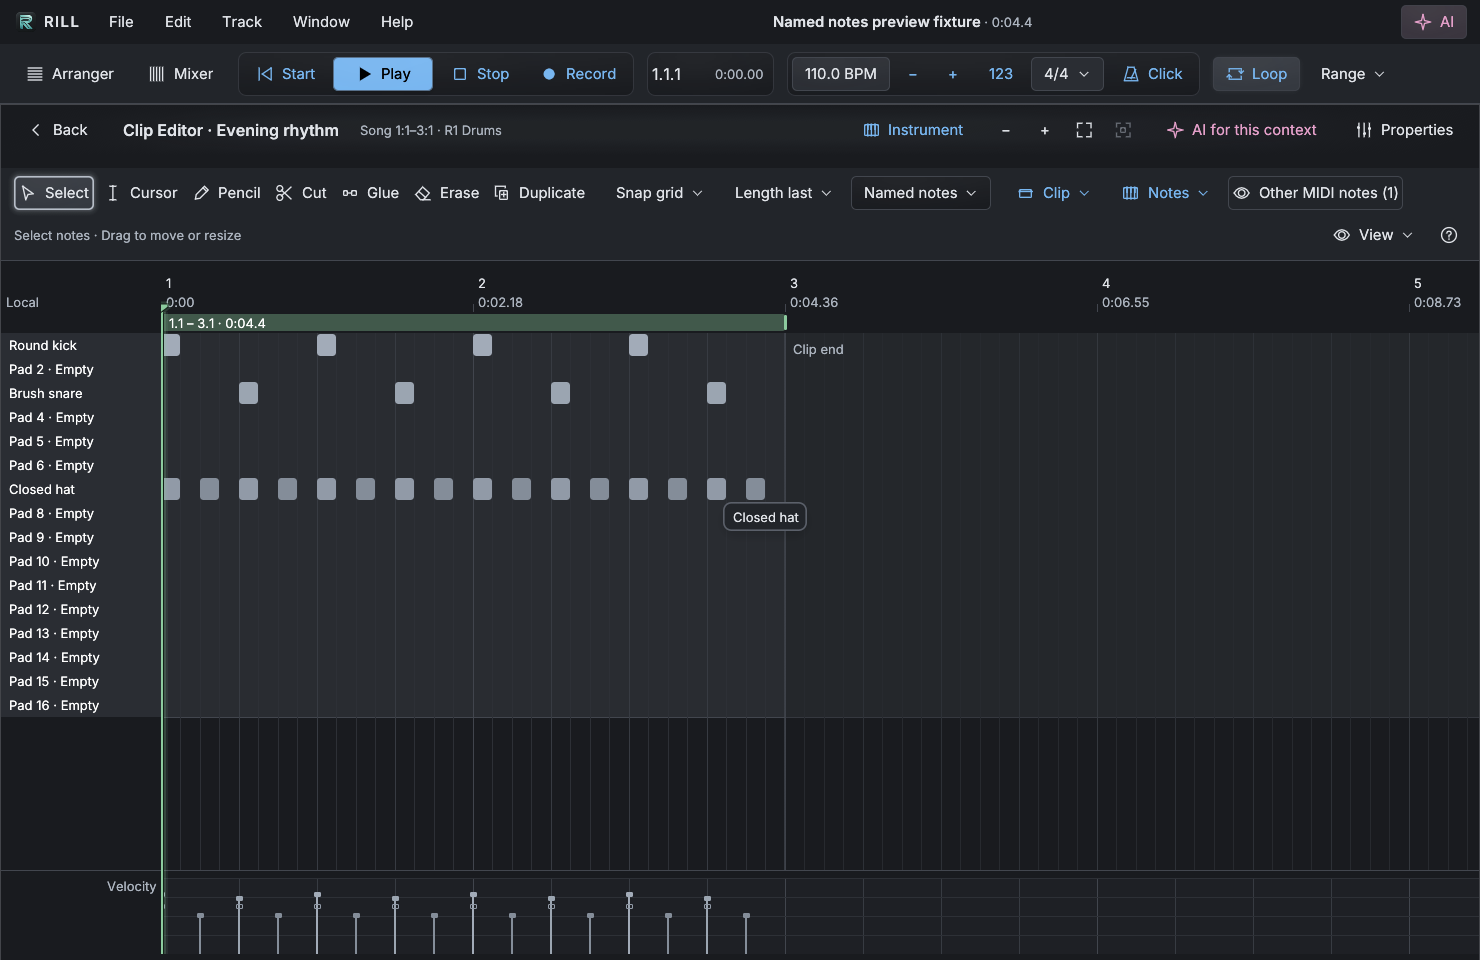 RILL File Edit Track Window Help Named notes preview fixture · 0:04.4 AI
Arranger Mixer Start Play Stop Record 1.1.1 0:00.00 110.0 BPM − + 123 4/4 Click Loop Range
Back Clip Editor · Evening rhythm Song 1:1–3:1 · R1 Drums Instrument − + AI for this context Properties
Select Cursor Pencil Cut Glue Erase Duplicate Snap grid Length last Named notes Clip Notes Other MIDI notes (1)
Select notes · Drag to move or resize View
1 2 3 4 5
Local 0:00 0:02.18 0:04.36 0:06.55 0:08.73
1.1 – 3.1 · 0:04.4
Round kick
Clip end
Pad 2 · Empty
Brush snare
Pad 4 · Empty
Pad 5 · Empty
Pad 6 · Empty
Closed hat
Pad 8 · Empty
Closed hat
Pad 9 · Empty
Pad 10 · Empty
Pad 11 · Empty
Pad 12 · Empty
Pad 13 · Empty
Pad 14 · Empty
Pad 15 · Empty
Pad 16 · Empty
Velocity